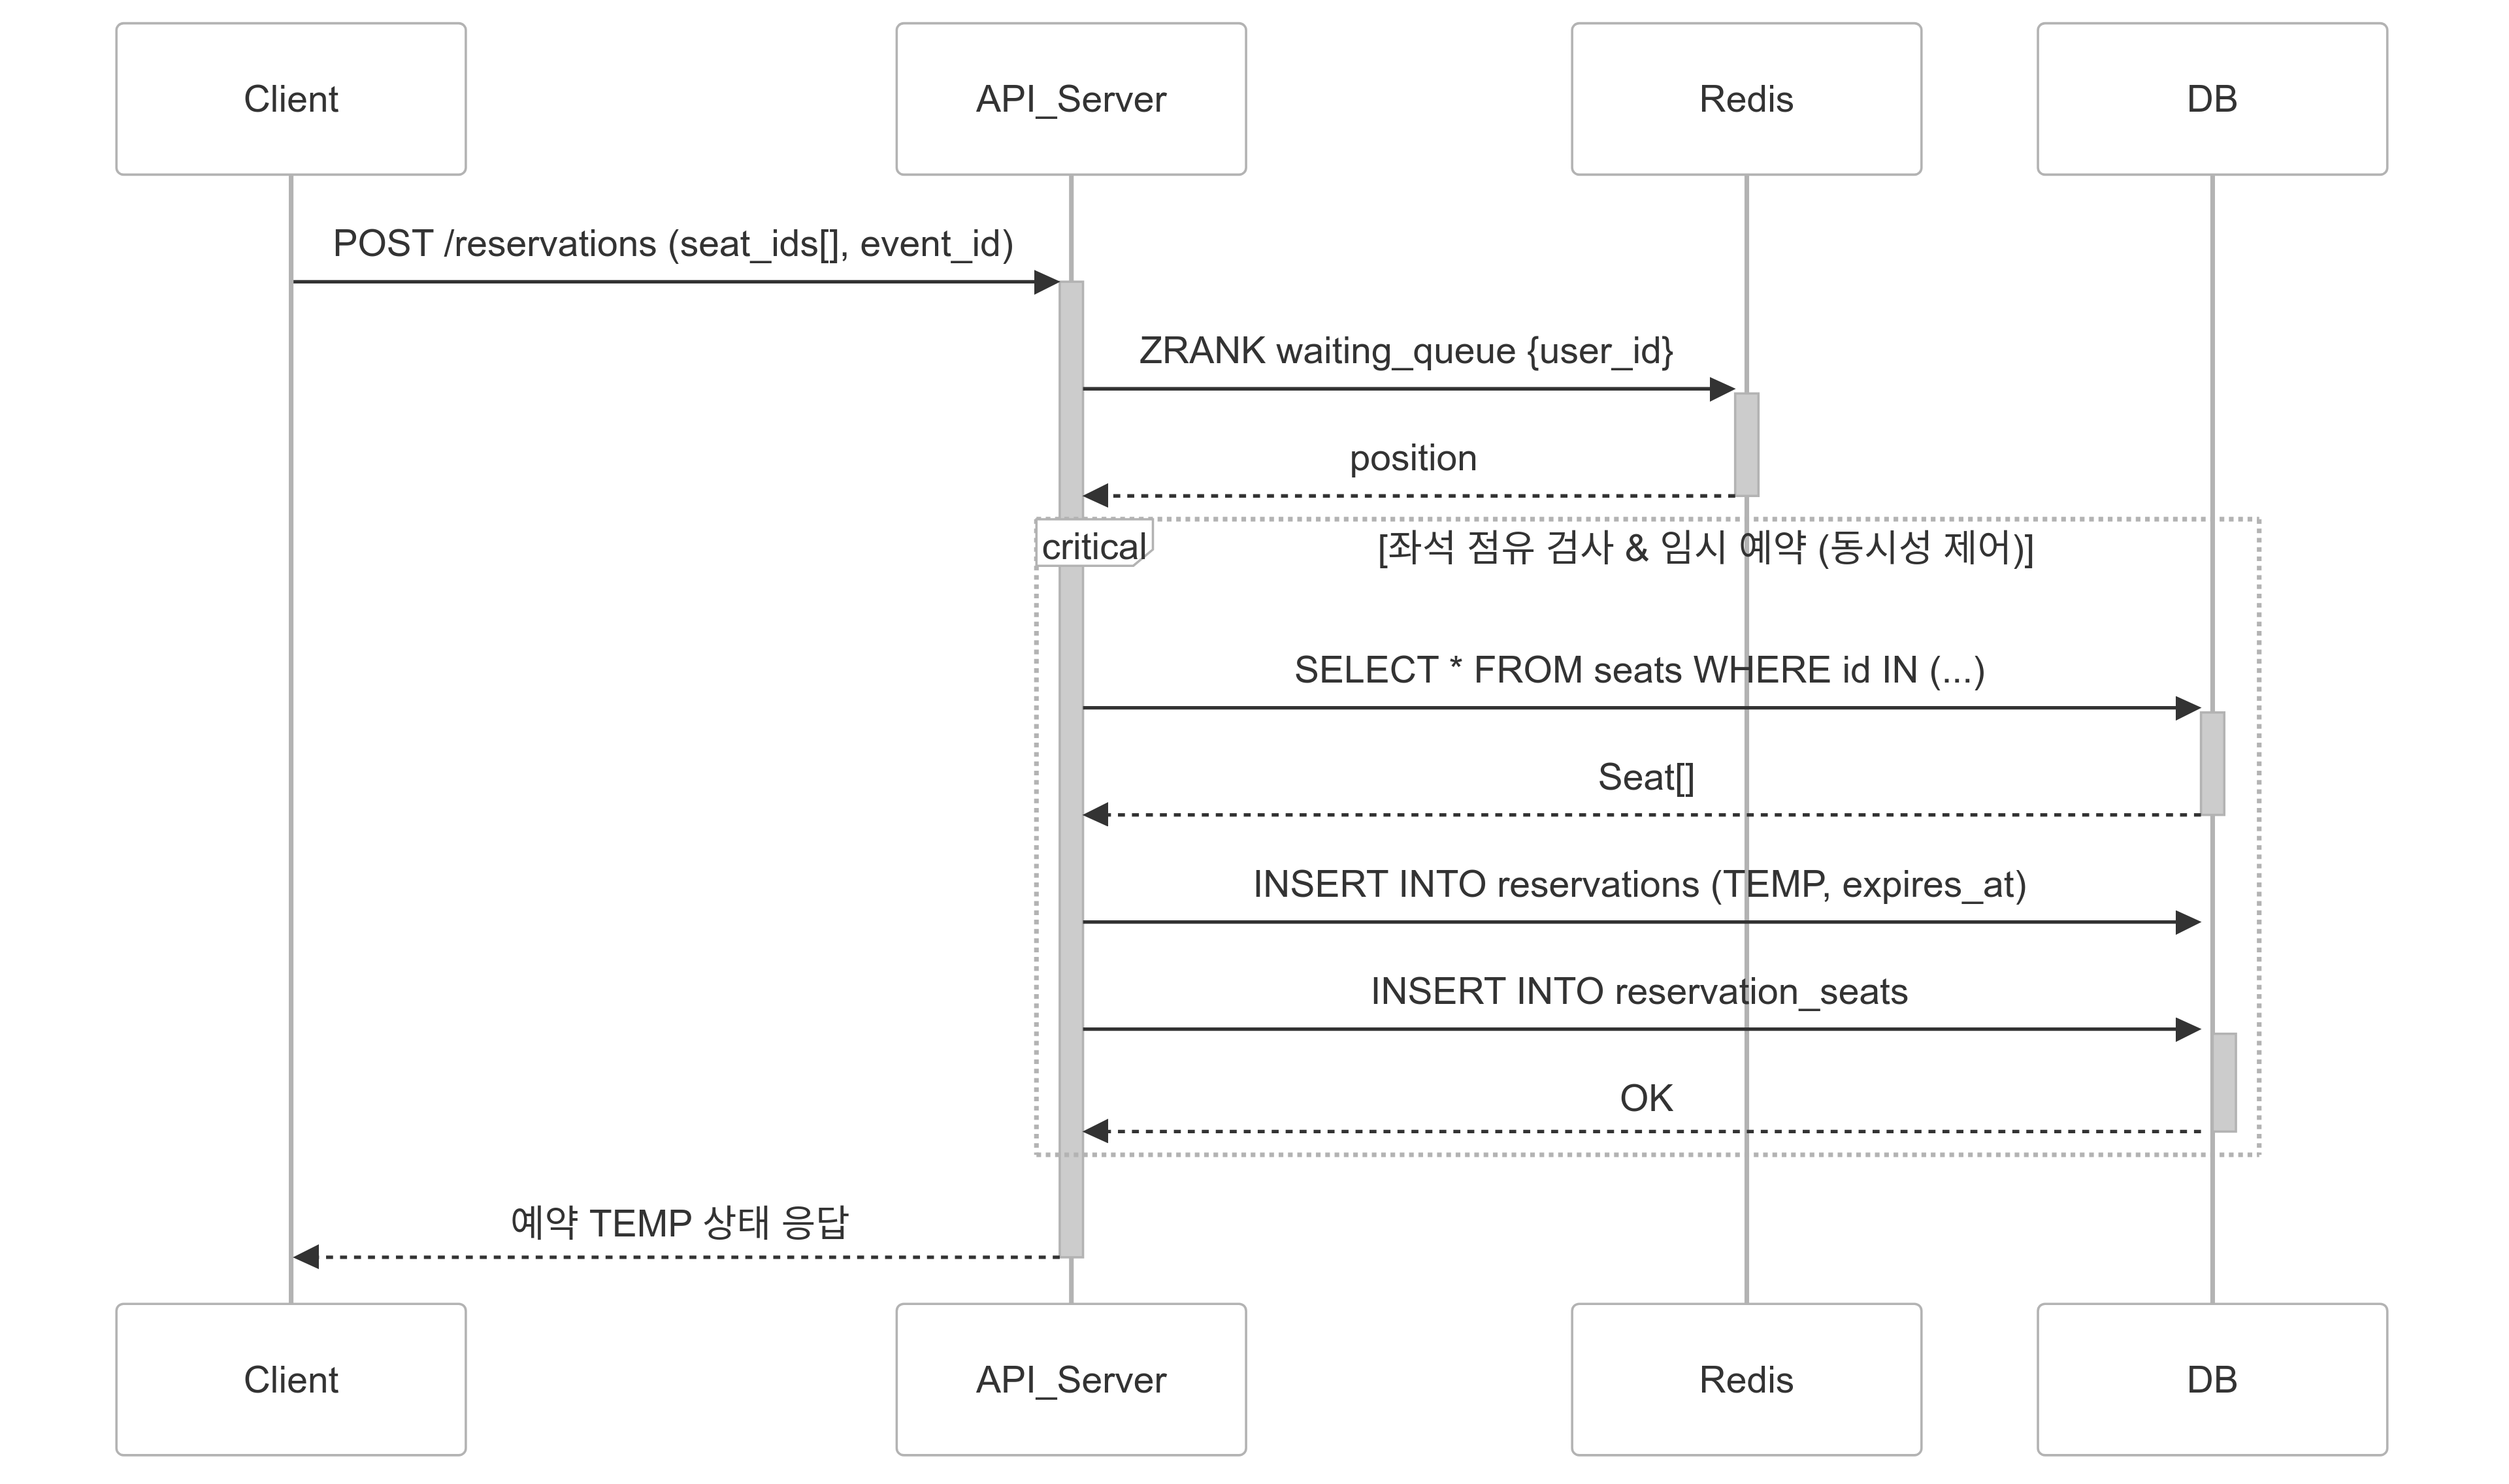 Client
API_Server
Redis
DB
POST /reservations (seat_ids[], event_id)
ZRANK waiting_queue {user_id}
position
critical
[좌석 점유 검사 & 임시 예약 (동시성 제어)]
SELECT * FROM seats WHERE id IN (...)
Seat[]
INSERT INTO reservations (TEMP, expires_at)
INSERT INTO reservation_seats
OK
예약 TEMP 상태 응답
Client
API_Server
Redis
DB